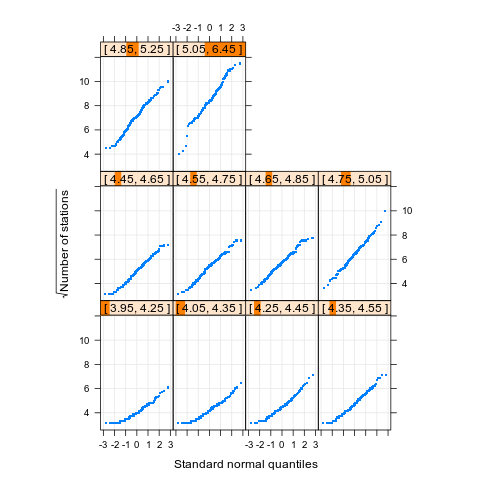 -3 -2 -1 0 1 2 3
[ 4.85, 5.25 ] [ 5.05, 6.45 ]
10
8
6
4
[ 4.45, 4.65 ] [ 4.55, 4.75 ] [ 4.65, 4.85 ] [ 4.75, 5.05 ]
10
8
6
4
[ 3.95, 4.25 ] [ 4.05, 4.35 ] [ 4.25, 4.45 ] [ 4.35, 4.55 ]
10
8
6
4
-3 -2 -1 0 1 2 3 -3 -2 -1 0 1 2 3
Standard normal quantiles
√Number of stations